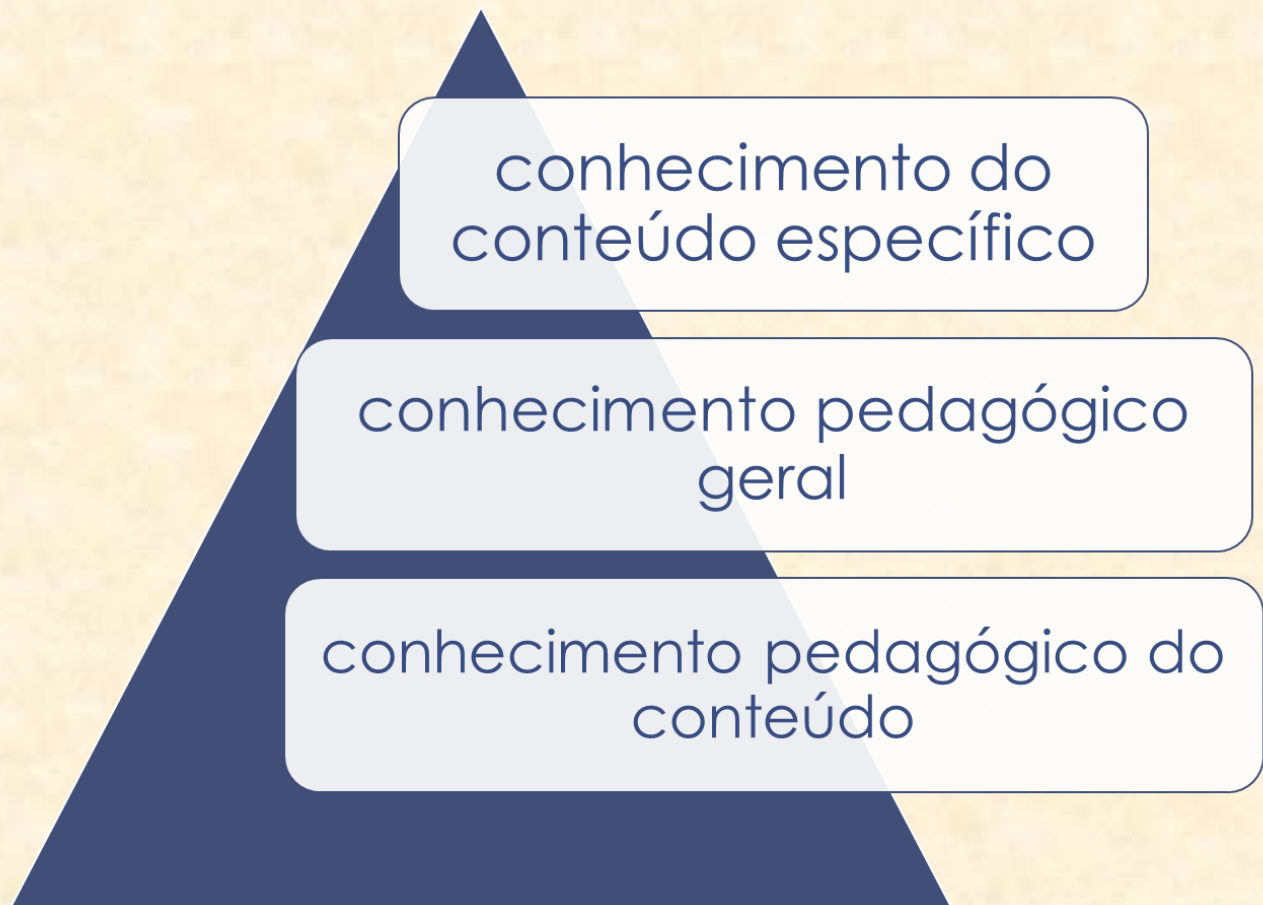 conhecimento do
conteúdo específico
conhecimento pedagógico
geral
conhecimento pedagógico do
conteúdo